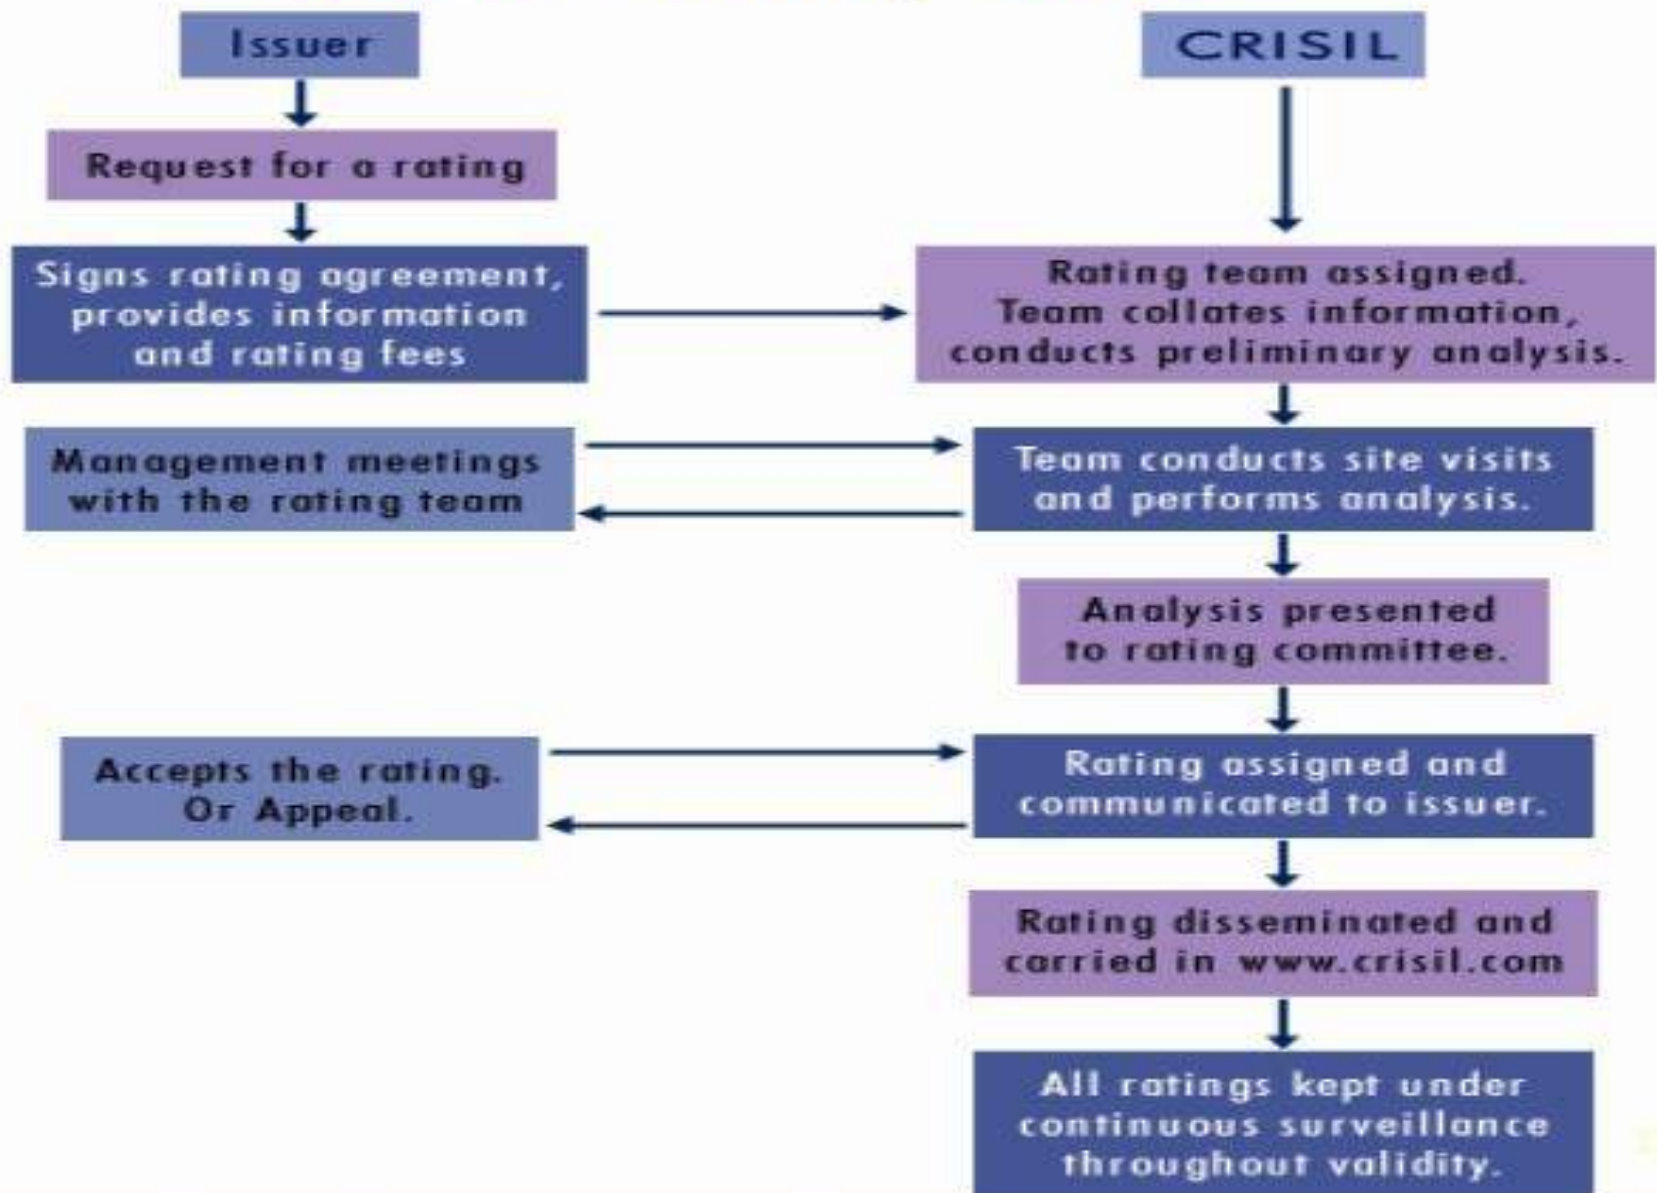 Issuer
CRISIL
Request for a rating
Signs rating agreement,
provides information
and rating fees
Rating team assigned.
Team collates information,
conducts preliminary analysis.
Management meetings
with the rating team
Team conducts site visits
and performs analysis.
Analysis presented
to rating committee.
Accepts the rating.
Or Appeal.
Rating assigned and
communicated to issuer.
Rating disseminated and
carried in www.crisil.com
All ratings kept under
continuous surveillance
throughout validity.